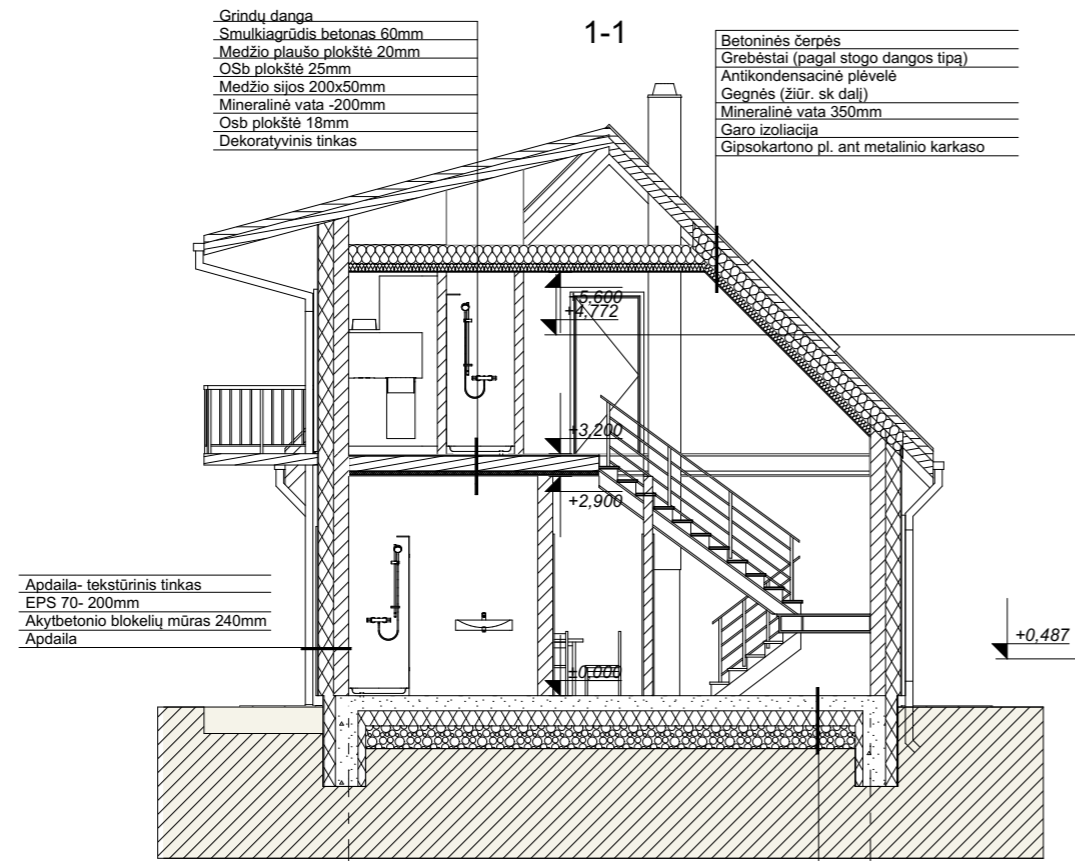 Grindų danga
Smulkiagrūdis betonas 60mm
Medžio plaušo plokštė 20mm
OSb plokštė 25mm
Medžio sijos 200x50mm
Mineralinė vata -200mm
Osb plokštė 18mm
Dekoratyvinis tinkas
1-1
Betoninės čerpės
Grebėstai (pagal stogo dangos tipą)
Antikondensacinė plėvelė
Gegnės (žiūr. sk dalį)
Mineralinė vata 350mm
Garo izoliacija
Gipsokartono pl. ant metalinio karkaso
+5,600
+4,772
+3,200
+2,900
Apdaila- tekstūrinis tinkas
EPS 70- 200mm
Akytbetonio blokelių mūras 240mm
Apdaila
+0,487
±0,000